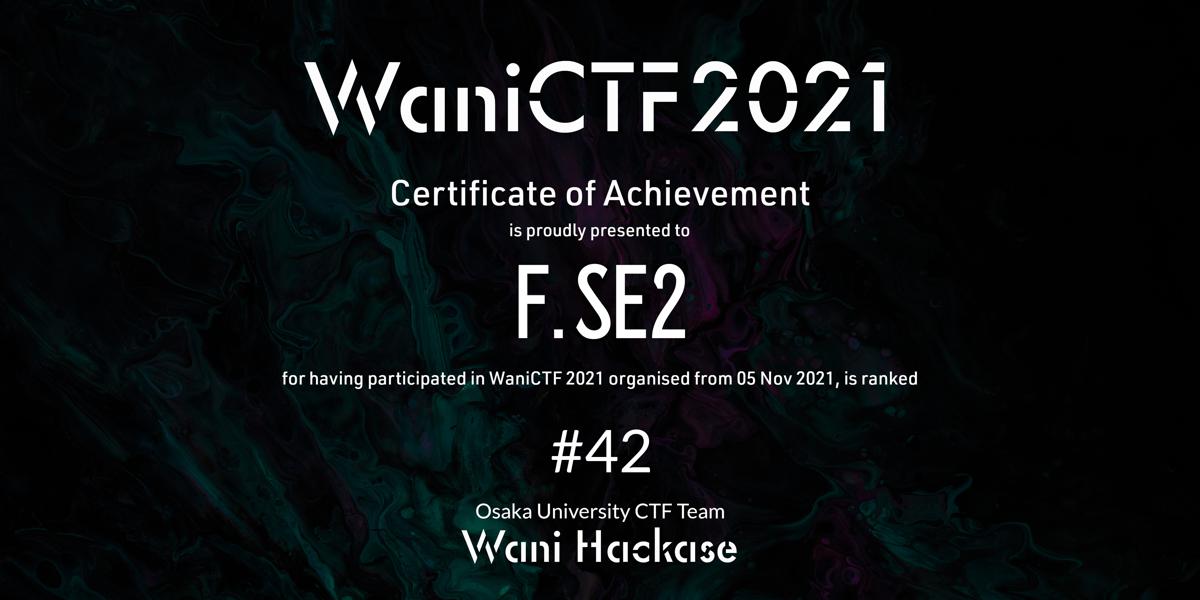 WaniCTF2021
Certificate of Achievement
is proudly presented to
F. SE2
for having participated in WaniCTF 2021 organised from 05 Nov 2021, is ranked
#42
Osaka University CTF Team
Wani Hackase